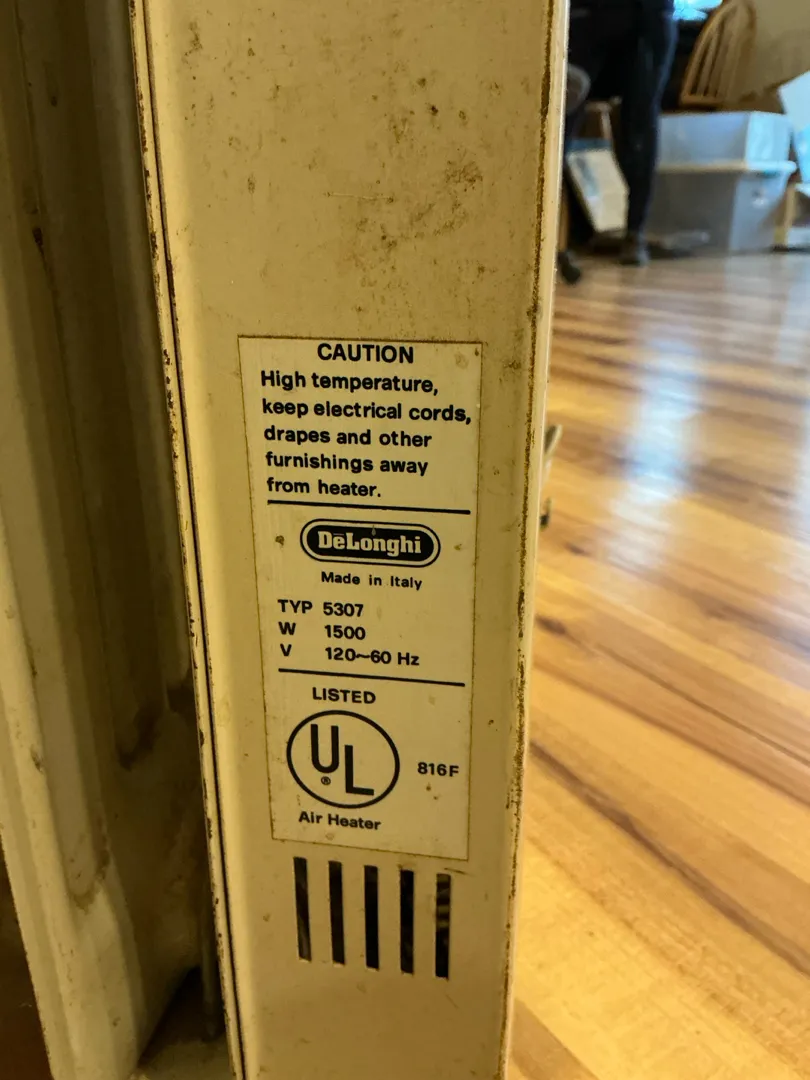 CAUTION
High temperature,
keep electrical cords,
drapes and other
furnishings away
from heater.
DeLonghi
Made in Italy
TYP 5307
W 1500
V 120~60 Hz
LISTED
UL
®
816F
Air Heater